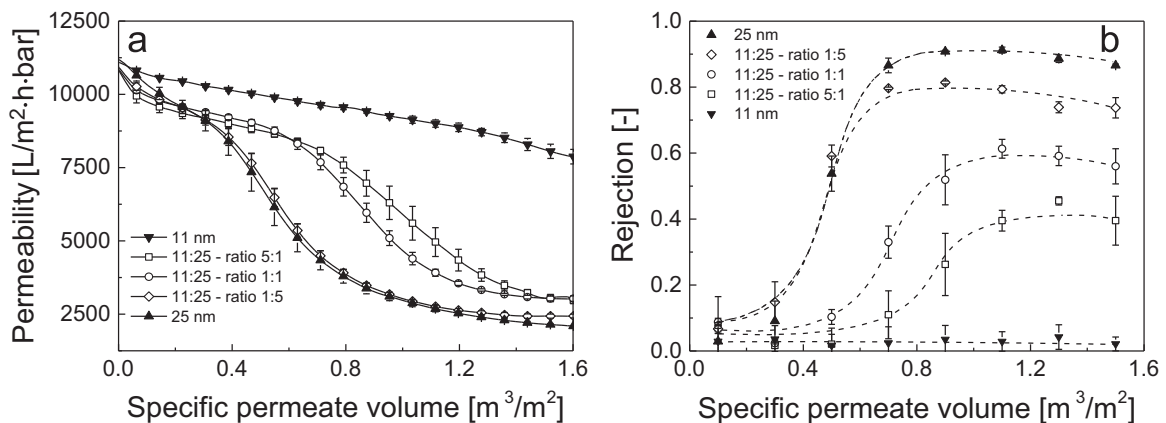 a
12500
10000
7500
5000
2500
Permeability [L/m²·h·bar]
11 nm
11:25 - ratio 5:1
11:25 - ratio 1:1
11:25 - ratio 1:5
25 nm
0.0 0.4 0.8 1.2 1.6
Specific permeate volume [m³/m²]
b
1.0
0.8
0.6
0.4
0.2
0.0
Rejection [-]
25 nm
11:25 - ratio 1:5
11:25 - ratio 1:1
11:25 - ratio 5:1
11 nm
0.0 0.4 0.8 1.2 1.6
Specific permeate volume [m³/m²]